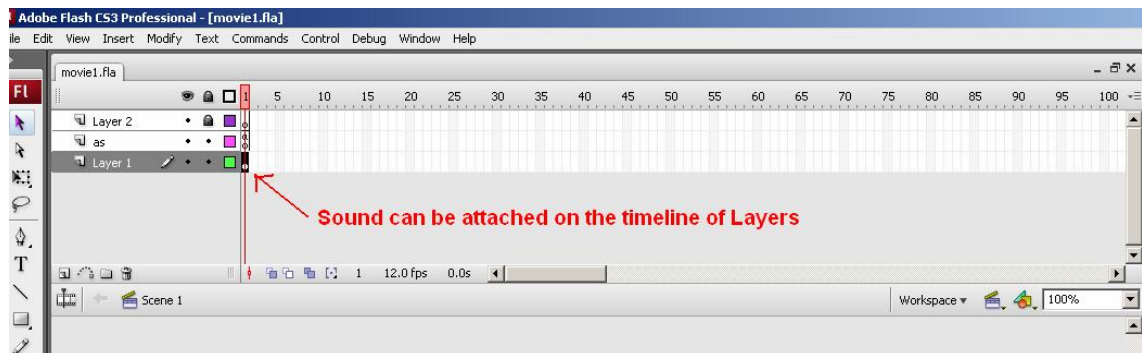 Adobe Flash CS3 Professional - [movie1.fla]
ile Edit View Insert Modify Text Commands Control Debug Window Help
movie1.fla
Fl
1 5 10 15 20 25 30 35 40 45 50 55 60 65 70 75 80 85 90 95 100
Layer 2
as
a
Layer 1
Sound can be attached on the timeline of Layers
T
1 12.0 fps 0.0s
Scene 1 Workspace 100%